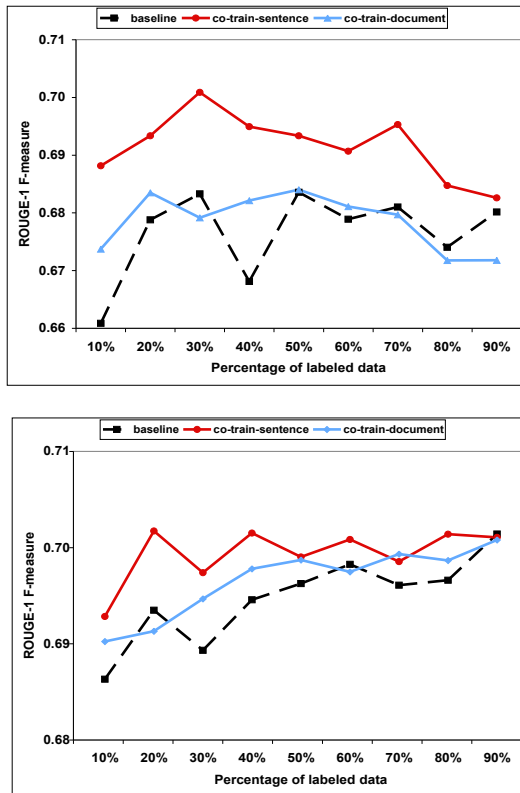 baseline co-train-sentence co-train-document
0.71
0.70
0.69
0.68
0.67
0.66
ROUGE-1 F-measure
10% 20% 30% 40% 50% 60% 70% 80% 90%
Percentage of labeled data
baseline co-train-sentence co-train-document
0.71
0.70
0.69
0.68
ROUGE-1 F-measure
10% 20% 30% 40% 50% 60% 70% 80% 90%
Percentage of labeled data